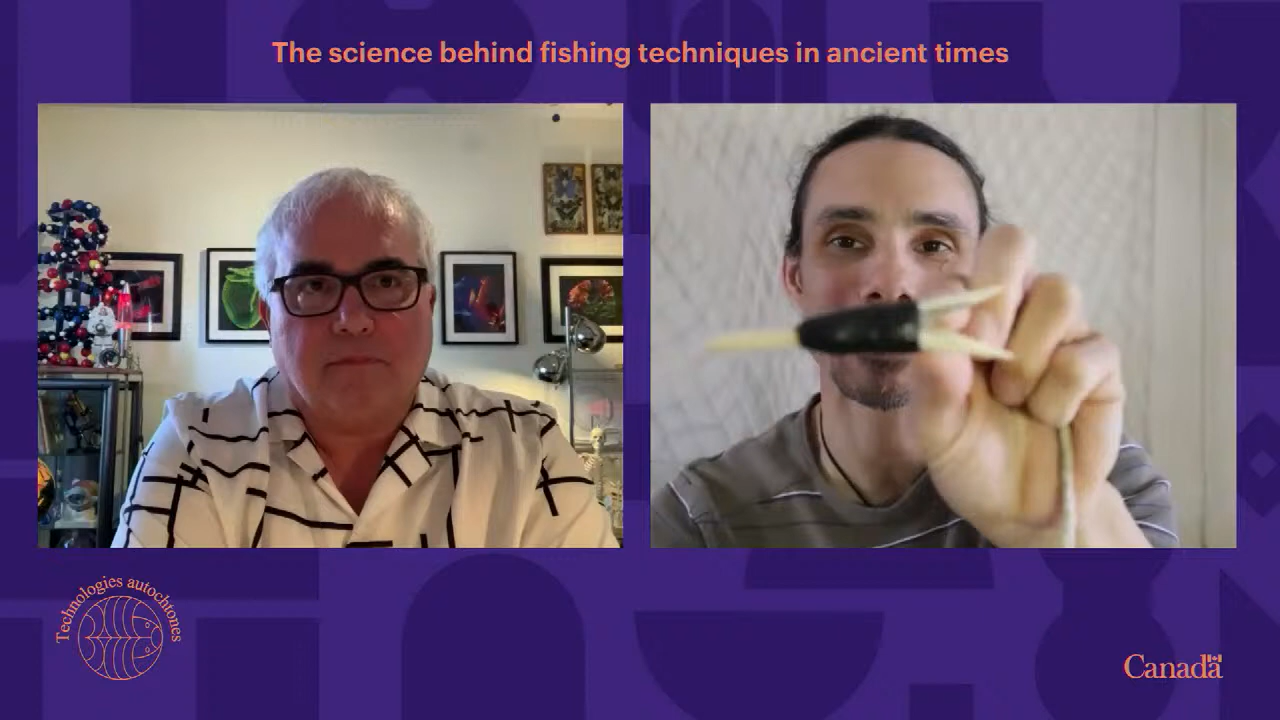 The science behind fishing techniques in ancient times
Technologies autochtones
Canada